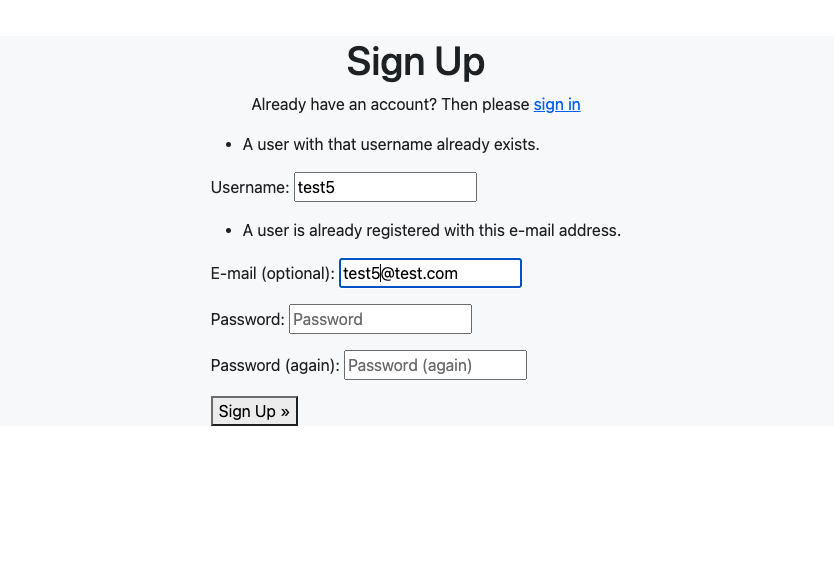 Sign Up
Already have an account? Then please sign in
• A user with that username already exists.
Username: test5
• A user is already registered with this e-mail address.
E-mail (optional): test5@test.com
Password: Password
Password (again): Password (again)
Sign Up »